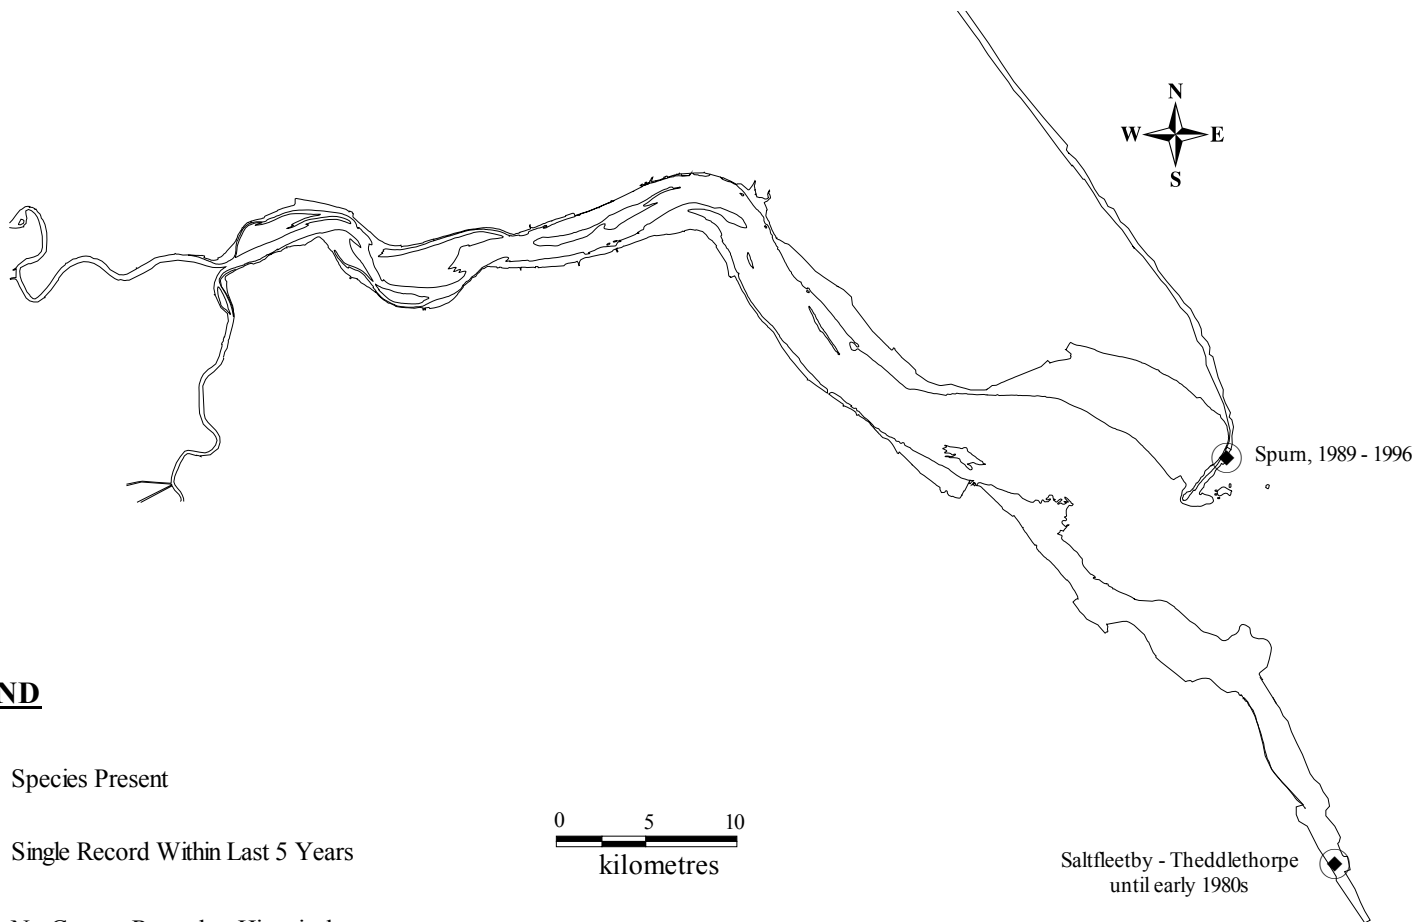 N
W E
S
Spurn, 1989 - 1996
ND
Species Present
Single Record Within Last 5 Years
0 5 10
kilometres
Saltfleetby - Theddlethorpe
until early 1980s